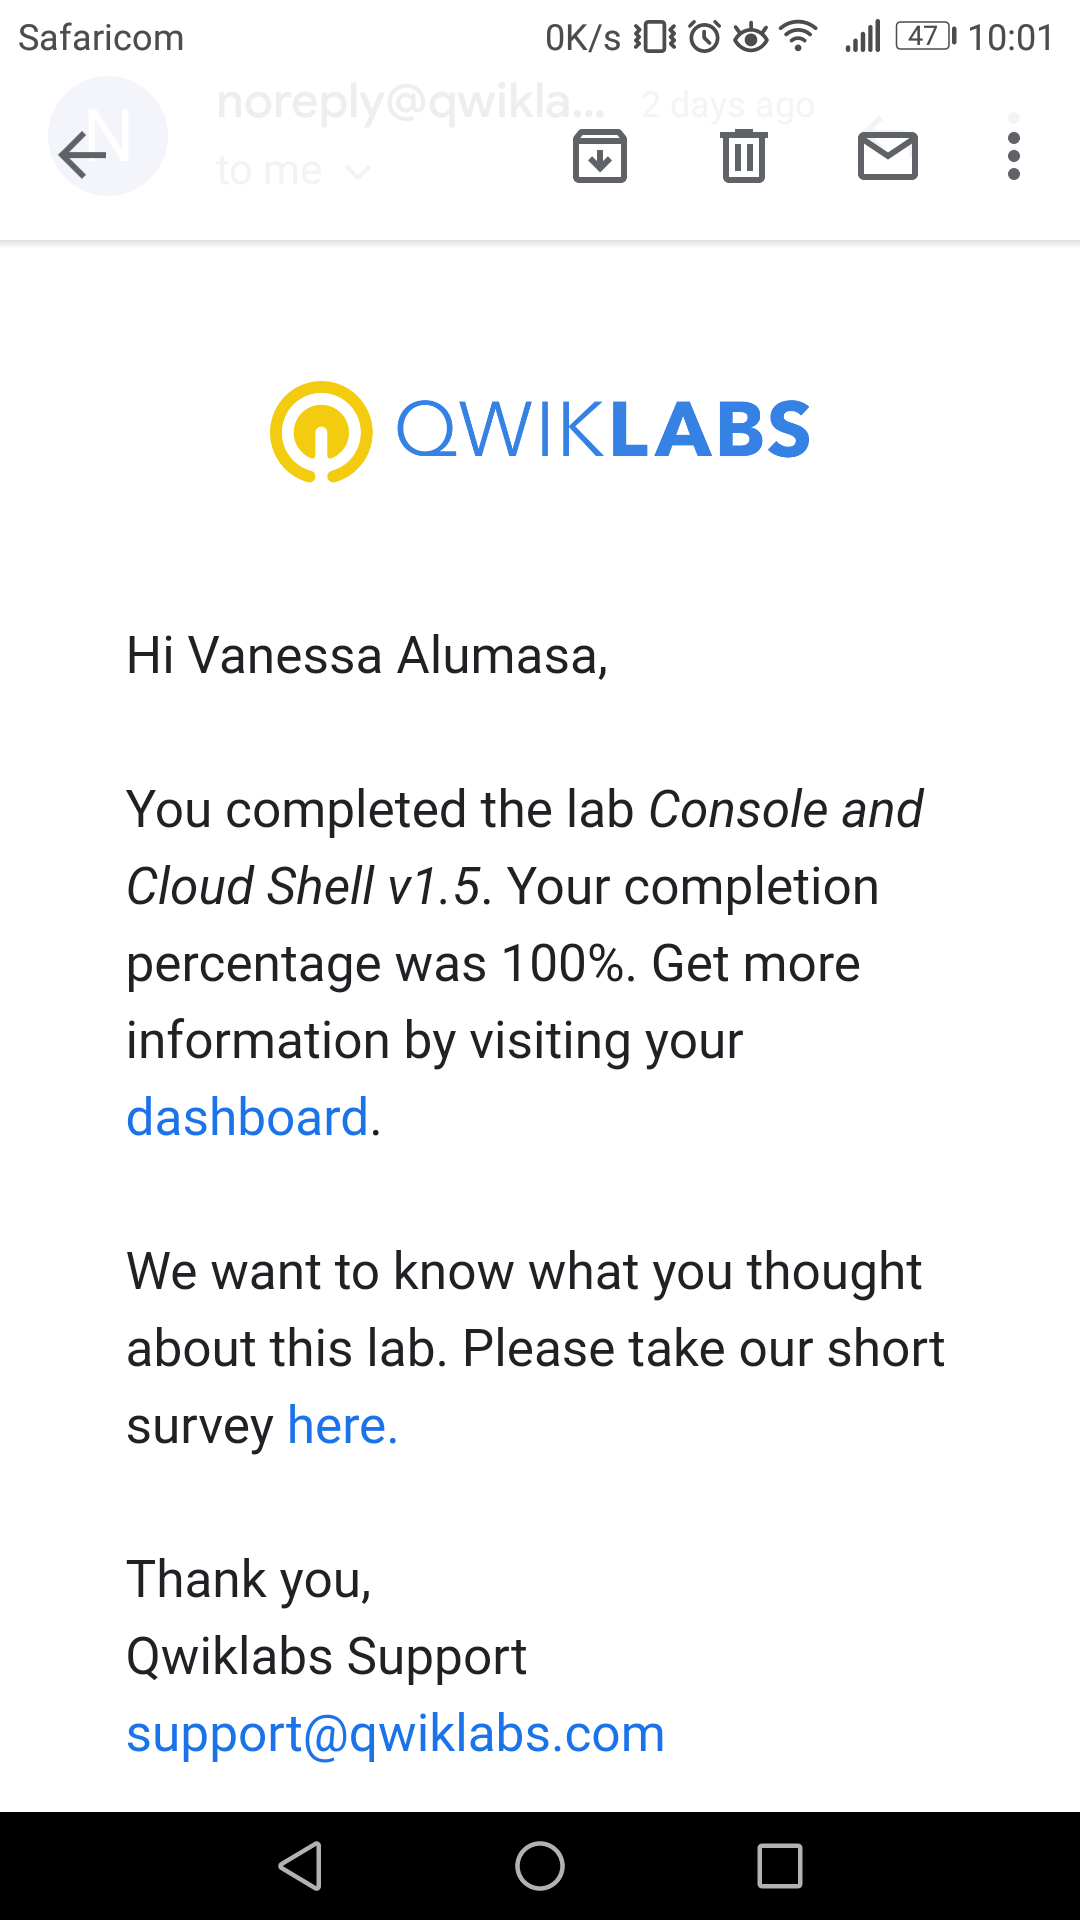 Safaricom 0K/s 47 10:01
N noreply@qwikla... 2 days ago
to me
QWIKLABS
Hi Vanessa Alumasa,
You completed the lab Console and
Cloud Shell v1.5. Your completion
percentage was 100%. Get more
information by visiting your
dashboard.
We want to know what you thought
about this lab. Please take our short
survey here.
Thank you,
Qwiklabs Support
support@qwiklabs.com